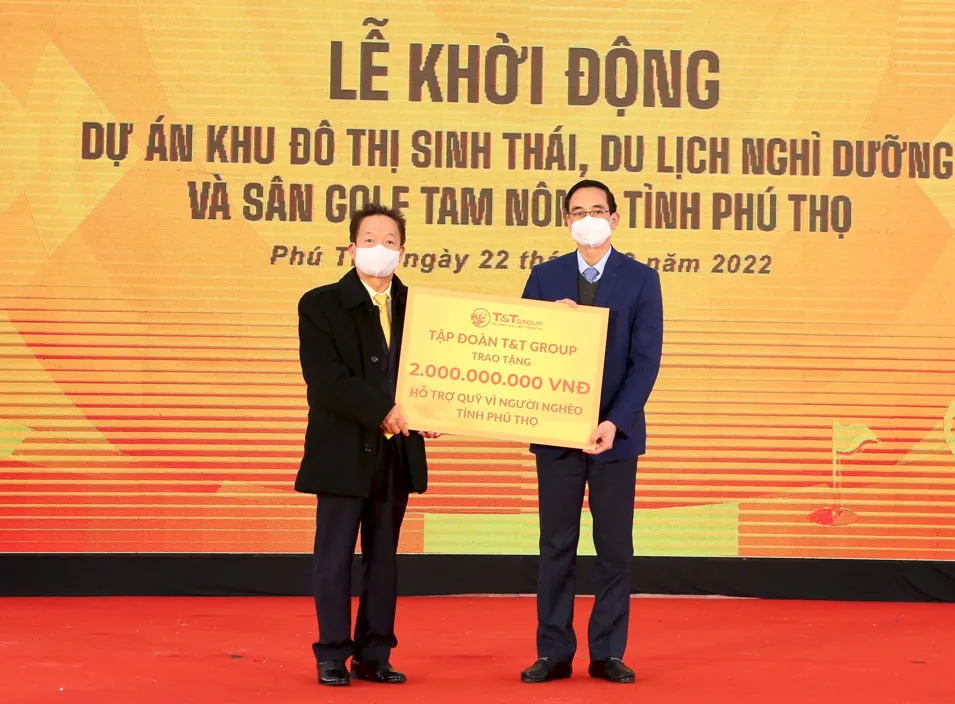 LỄ KHỞI ĐỘNG
DỰ ÁN KHU ĐÔ THỊ SINH THÁI, DU LỊCH NGHỈ DƯỠNG
VÀ SÂN GOLF TAM NÔNG TỈNH PHÚ THỌ
Phú ngày 22 năm 2022
T&T GROUP
TẬP ĐOÀN T&T GROUP
TRAO TẶNG
2.000.000.000 VNĐ
HỖ TRỢ QUỸ VÌ NGƯỜI NGHÈO
TỈNH PHÚ THỌ